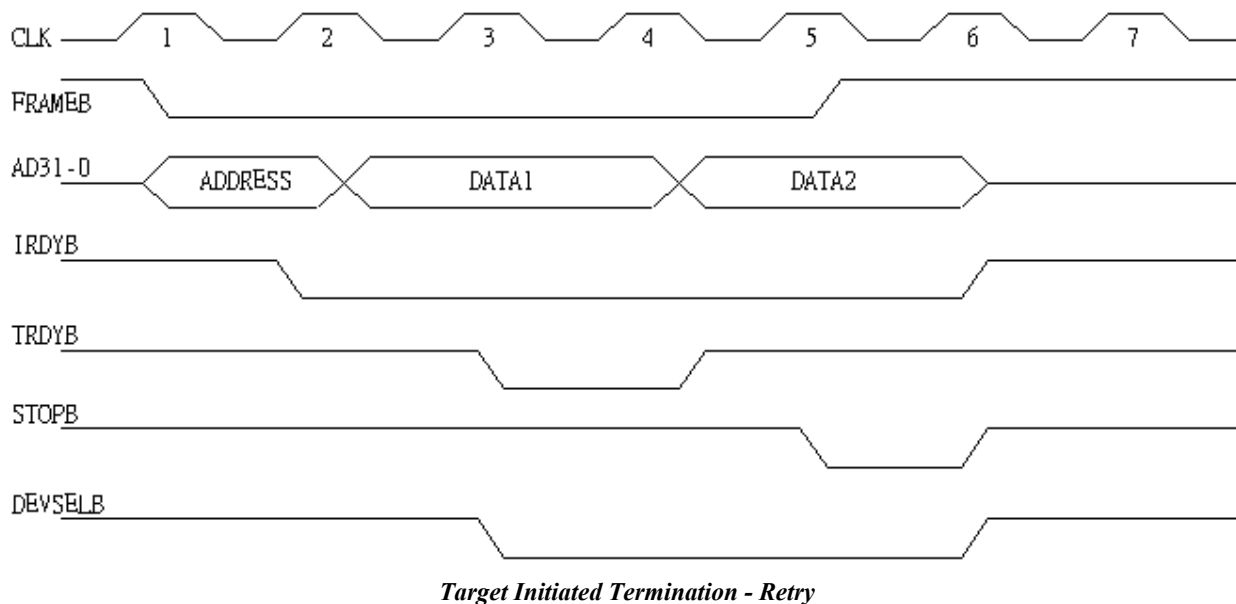 CLK 1 2 3 4 5 6 7
FRAMEB
AD31-0 ADDRESS DATA1 DATA2
IRDYB
TRDYB
STOPB
DEVSELB
Target Initiated Termination - Retry